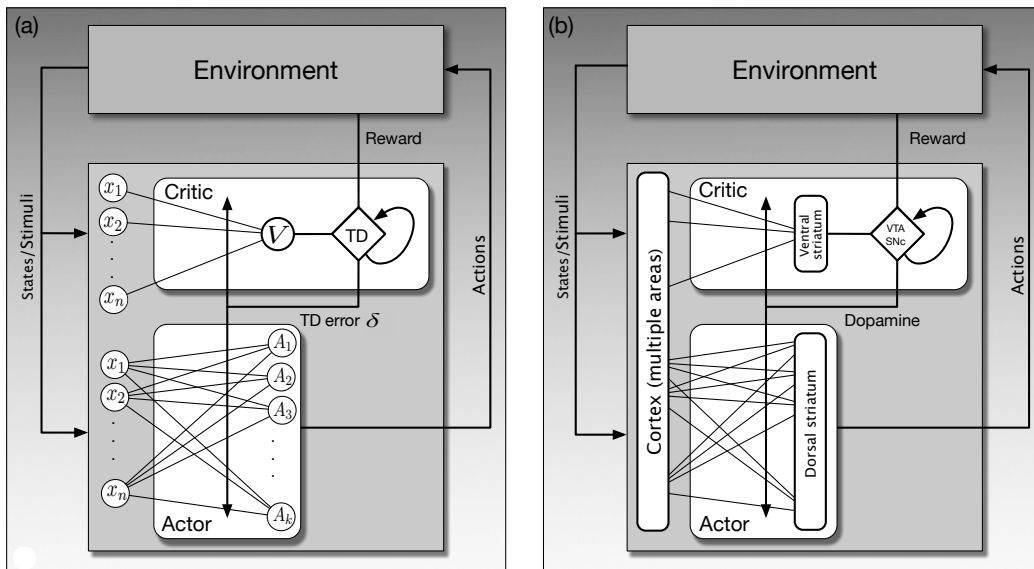 (a)
Environment
Reward
States/Stimuli
Actions
Critic
x₁
x₂
xₙ
V
TD
TD error δ
x₁
x₂
xₙ
A₁
A₂
A₃
Aₖ
Actor
(b)
Environment
Reward
States/Stimuli
Actions
Cortex (multiple areas)
Critic
Ventral
striatum
VTA
SNc
Dopamine
Dorsal striatum
Actor